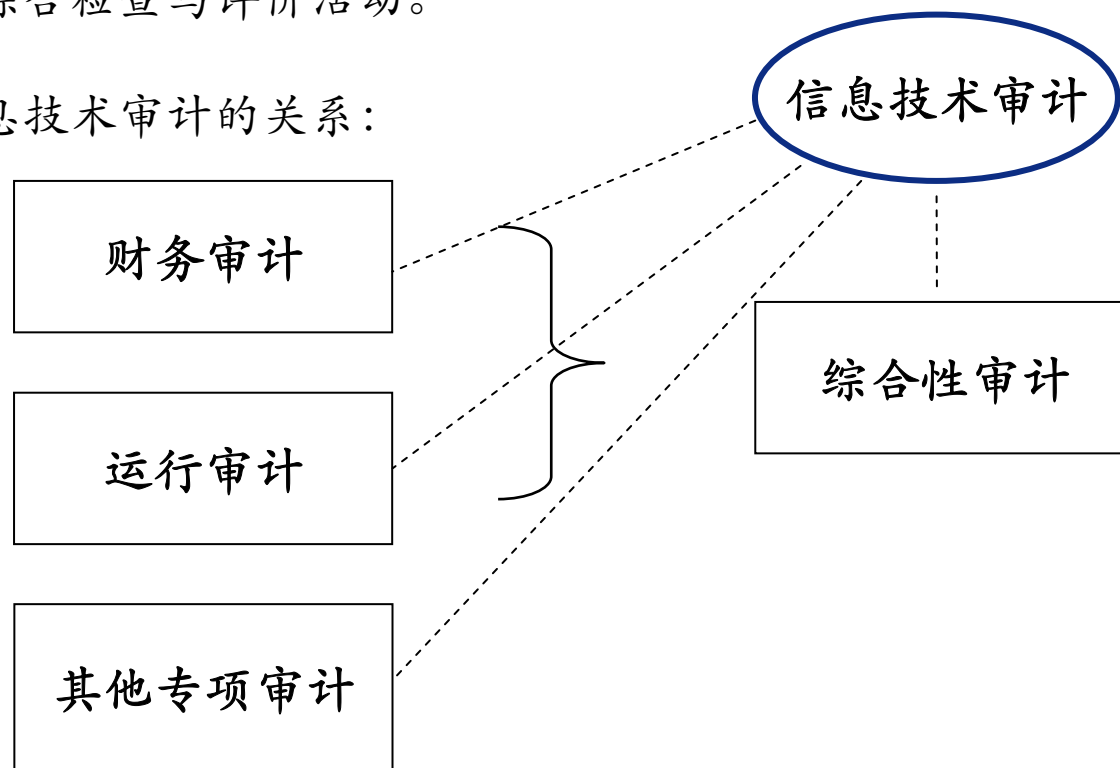 综合检查与评价活动。
信息技术审计
息技术审计的关系：
财务审计
综合性审计
运行审计
其他专项审计